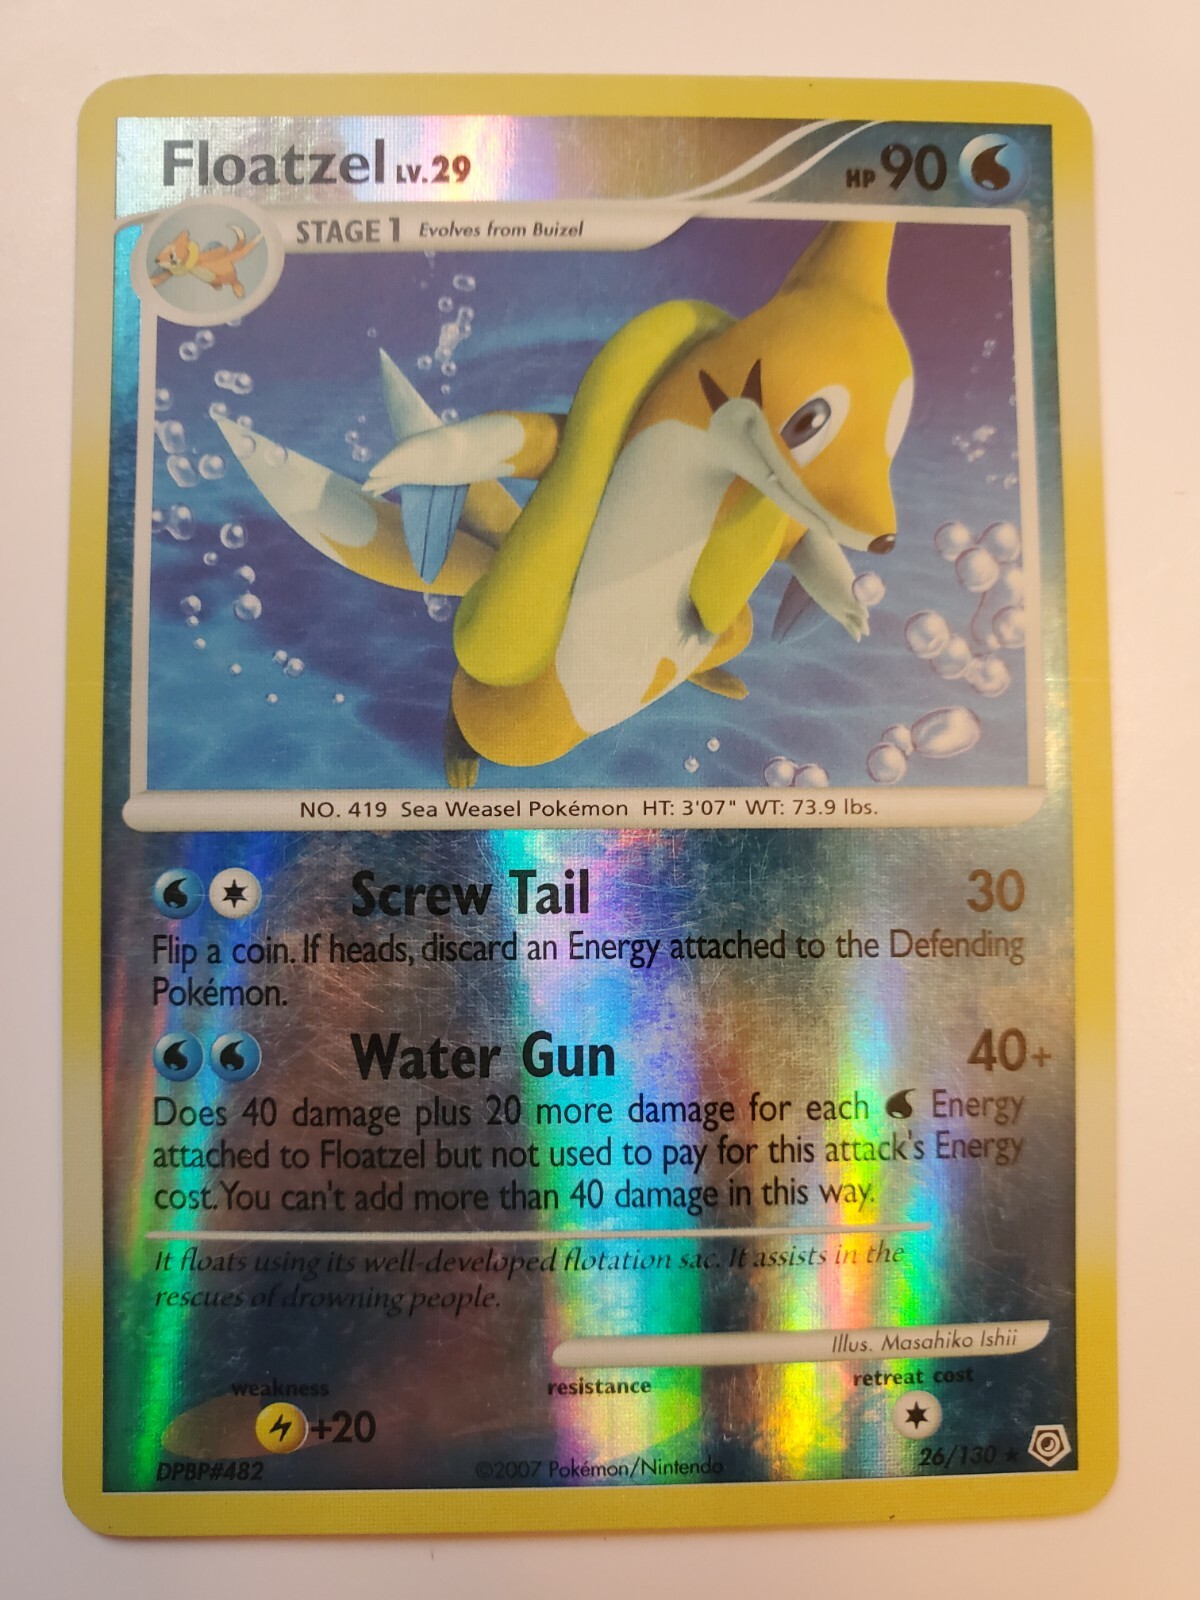 Floatzel LV.29 HP 90
STAGE 1 Evolves from Buizel
NO. 419 Sea Weasel Pokémon HT: 3'07" WT: 73.9 lbs.
Screw Tail 30
Flip a coin. If heads, discard an Energy attached to the Defending
Pokémon.
Water Gun 40+
Does 40 damage plus 20 more damage for each Energy
attached to Floatzel but not used to pay for this attack's Energy
cost. You can't add more than 40 damage in this way.
It floats using its well-developed flotation sac. It assists in the
rescues of drowning people.
Illus. Masahiko Ishii
weakness resistance retreat cost
+20
DPBP#482 ©2007 Pokémon/Nintendo 26/130 ★